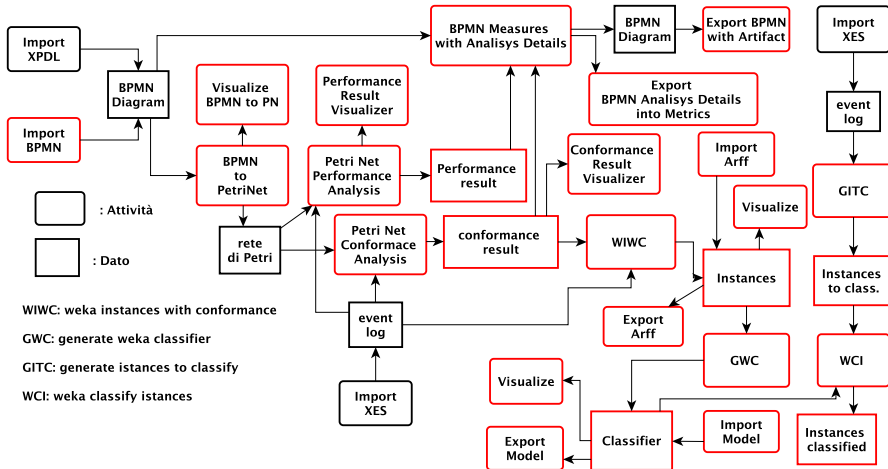 Import
XPDL
BPMN Measures
with Analisys Details
BPMN
Diagram
Export BPMN
with Artifact
Import
XES
BPMN
Diagram
Visualize
BPMN to PN
Performance
Result
Visualizer
Export
BPMN Analisys Details
into Metrics
event
log
Import
BPMN
BPMN
to
PetriNet
Petri Net
Performance
Analysis
Performance
result
Conformance
Result
Visualizer
Import
Arff
GITC
: Attività
Visualize
rete
di Petri
Petri Net
Conformace
Analysis
conformance
result
WIWC
Instances
Instances
to class.
: Dato
WIWC: weka instances with conformance
GWC: generate weka classifier
GITC: generate istances to classify
WCI: weka classify istances
event
log
Export
Arff
GWC
WCI
Import
XES
Visualize
Export
Model
Classifier
Import
Model
Instances
classified